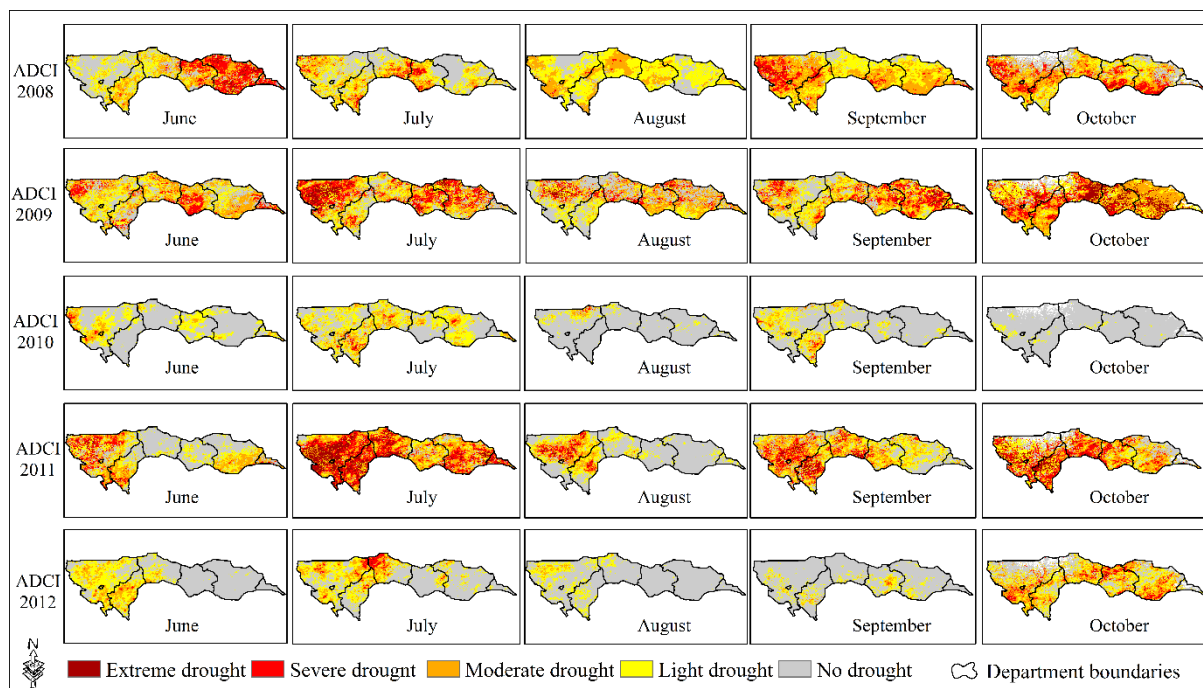 ADCI
2008
June
July
August
September
October
ADCI
2009
June
July
August
September
October
ADCI
2010
June
July
August
September
October
ADCI
2011
June
July
August
September
October
ADCI
2012
June
July
August
September
October
N
Extreme drought Severe drougnt Moderate drought Light drought No drought Department boundaries